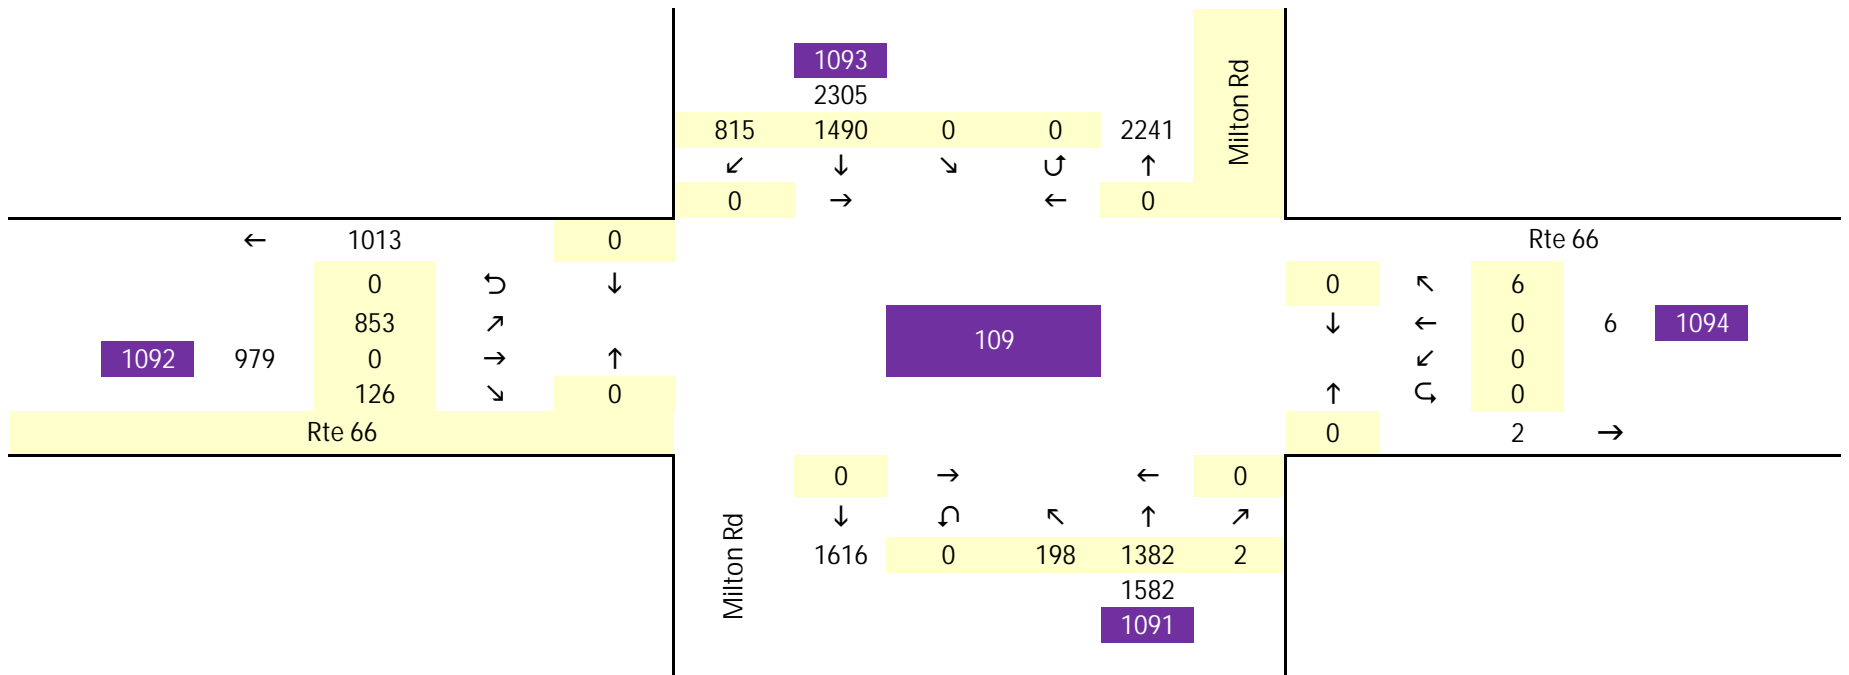 1093
2305
815 1490 0 0 2241
↙ ↓ ↘ ⮍ ↑
Milton Rd
0 → ← 0
← 1013 0
Rte 66
0 ⮌ ↓
0 ↖ 6
853 ↗
109
↓ ← 0 6 1094
1092 979 0 → ↑
↙ 0
126 ↘ 0
↑ ⮎ 0
Rte 66
0 2 →
0 → ← 0
↓ ⮏ ↖ ↑ ↗
Milton Rd
1616 0 198 1382 2
1582
1091